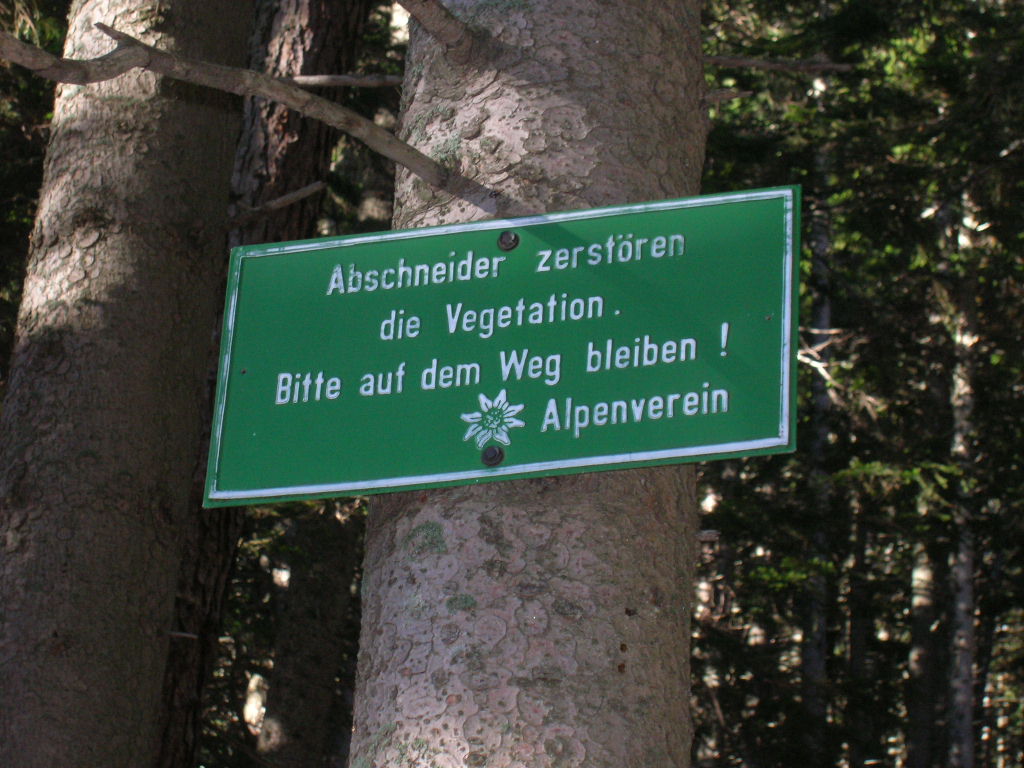 Abschneider zerstören
die Vegetation.
Bitte auf dem Weg bleiben !
Alpenverein